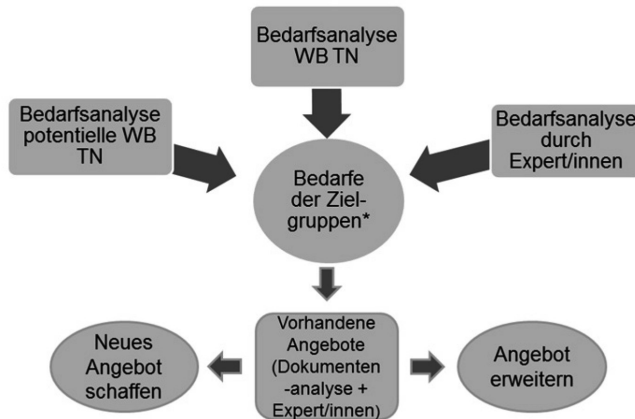 Bedarfsanalyse
WB TN
Bedarfsanalyse
potentielle WB
TN
Bedarfsanalyse
durch
Expert/innen
Bedarfe
der Ziel-
gruppen*
Neues
Angebot
schaffen
Vorhandene
Angebote
(Dokumenten
-analyse +
Expert/innen)
Angebot
erweitern